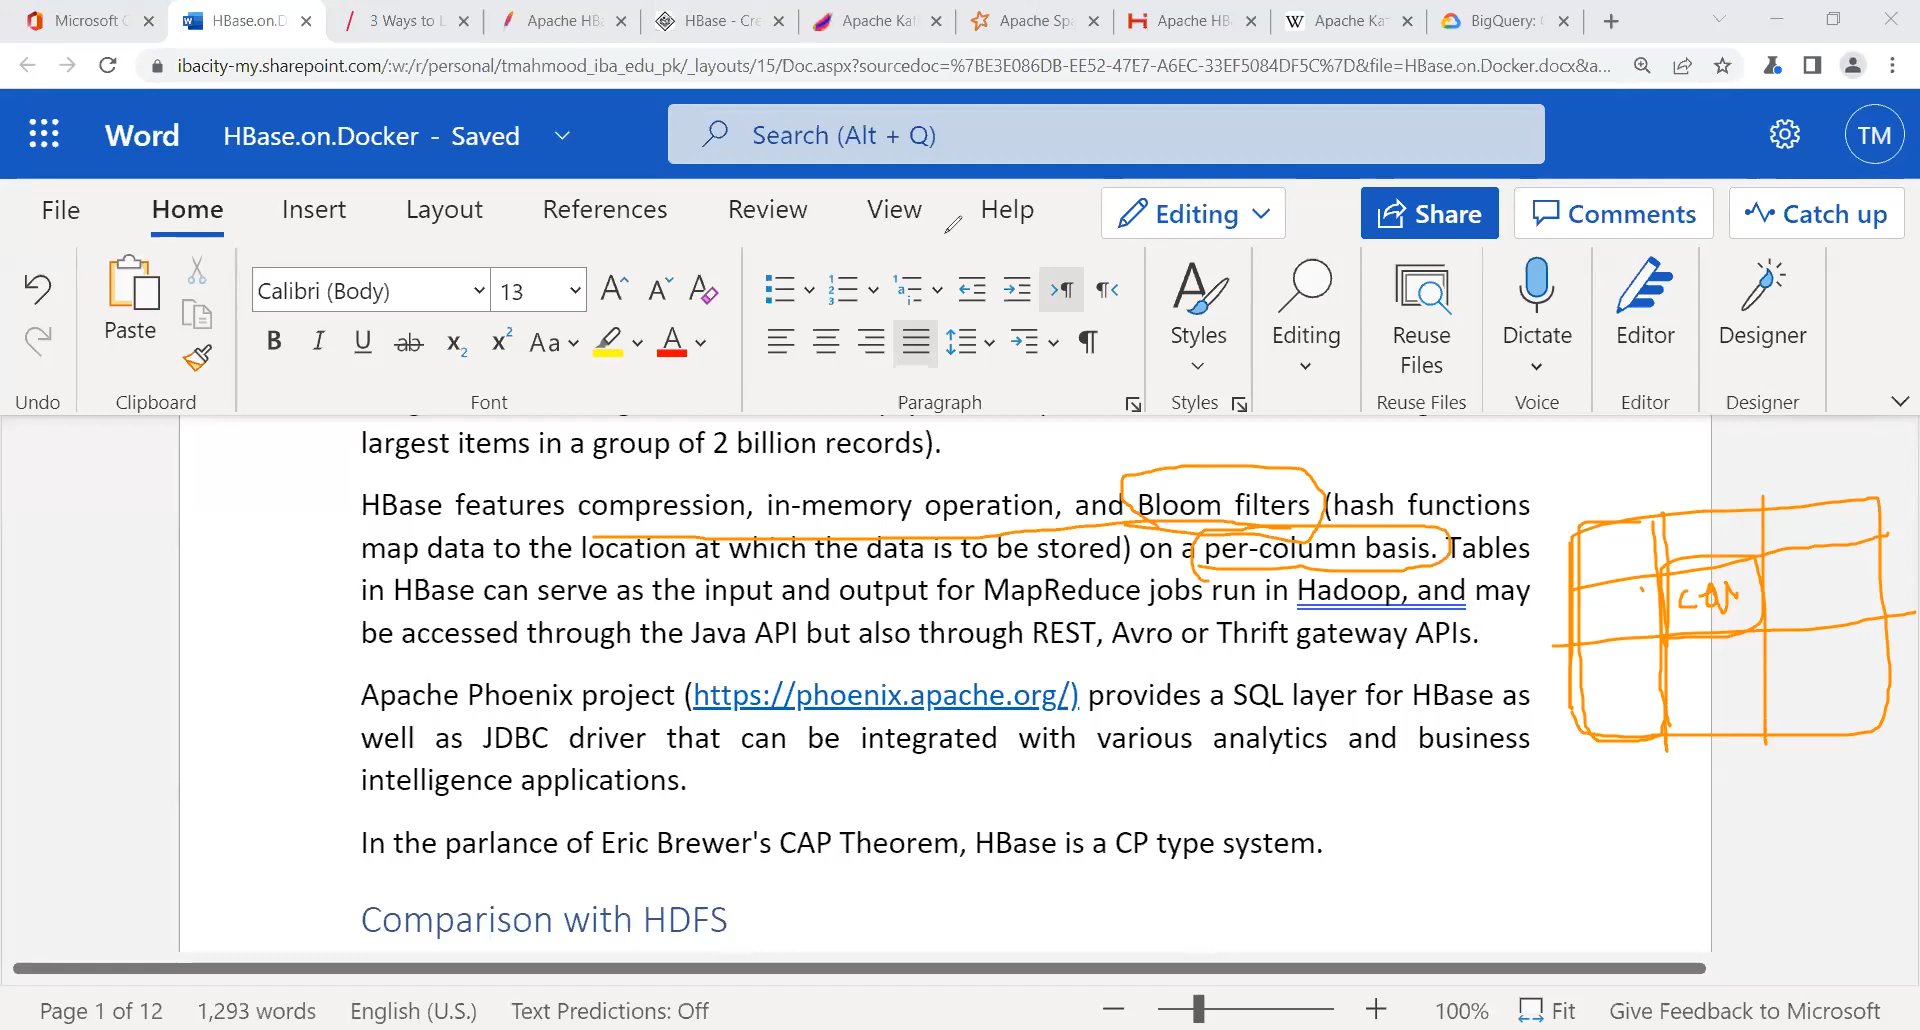 Microsoft O
HBase.on.D
3 Ways to L
Apache HBa
HBase - Cre
Apache Kaf
Apache Spa
Apache HB
Apache Ka
BigQuery:
ibacity-my.sharepoint.com/:w:/r/personal/tmahmood_iba_edu_pk/_layouts/15/Doc.aspx?sourcedoc=%7BE3E086DB-EE52-47E7-A6EC-33EF5084DF5C%7D&file=HBase.on.Docker.docx&a...
Word HBase.on.Docker - Saved
Search (Alt + Q)
TM
File Home Insert Layout References Review View Help
Editing
Share
Comments
Catch up
Paste
Calibri (Body) 13
Styles
Editing
Reuse Files
Dictate
Editor
Designer
Undo Clipboard Font Paragraph Styles Reuse Files Voice Editor Designer
largest items in a group of 2 billion records).
HBase features compression, in-memory operation, and Bloom filters (hash functions
map data to the location at which the data is to be stored) on a per-column basis. Tables
in HBase can serve as the input and output for MapReduce jobs run in Hadoop, and may
be accessed through the Java API but also through REST, Avro or Thrift gateway APIs.
Apache Phoenix project (https://phoenix.apache.org/) provides a SQL layer for HBase as
well as JDBC driver that can be integrated with various analytics and business
intelligence applications.
In the parlance of Eric Brewer's CAP Theorem, HBase is a CP type system.
Comparison with HDFS
Page 1 of 12 1,293 words English (U.S.) Text Predictions: Off
100% Fit Give Feedback to Microsoft